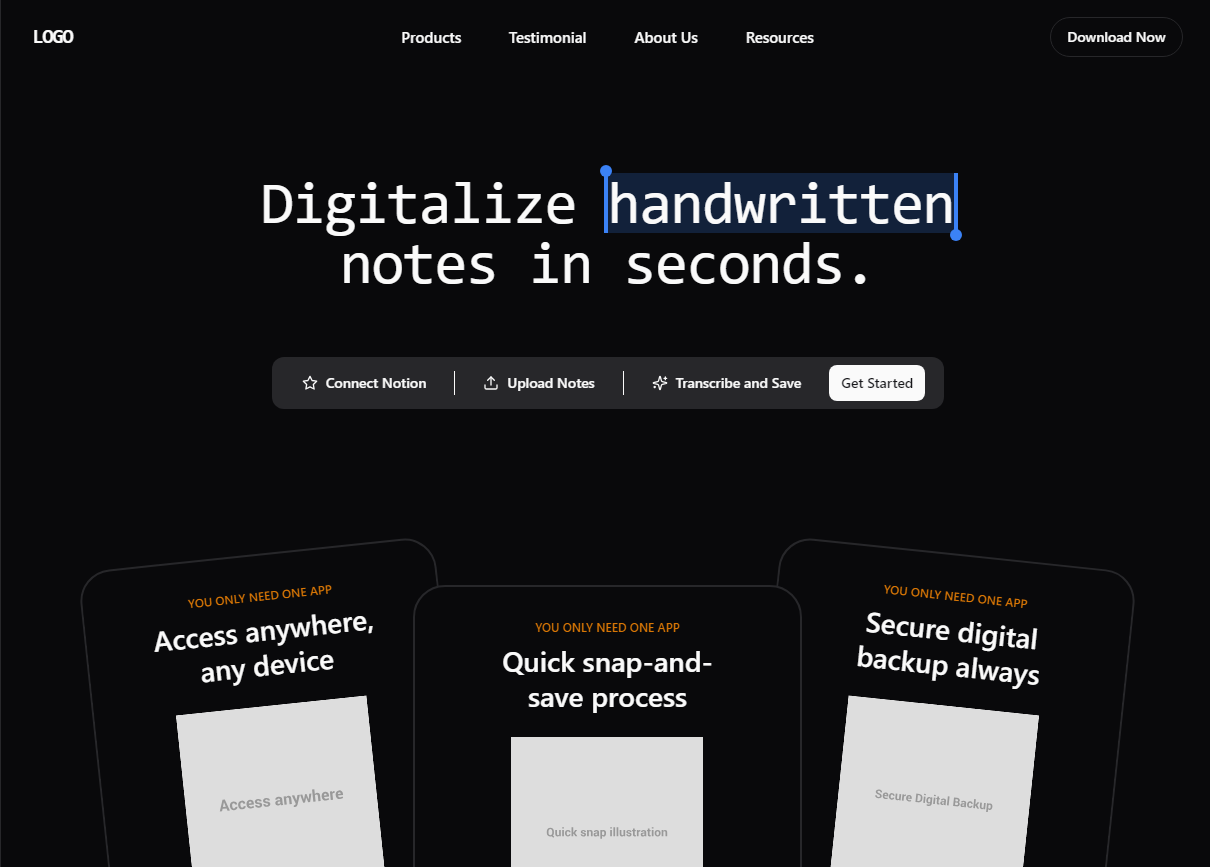 LOGO
Products
Testimonial
About Us
Resources
Download Now
Digitalize handwritten
notes in seconds.
Connect Notion
Upload Notes
Transcribe and Save
Get Started
YOU ONLY NEED ONE APP
Access anywhere,
any device
Access anywhere
YOU ONLY NEED ONE APP
Quick snap-and-
save process
Quick snap illustration
YOU ONLY NEED ONE APP
Secure digital
backup always
Secure Digital Backup